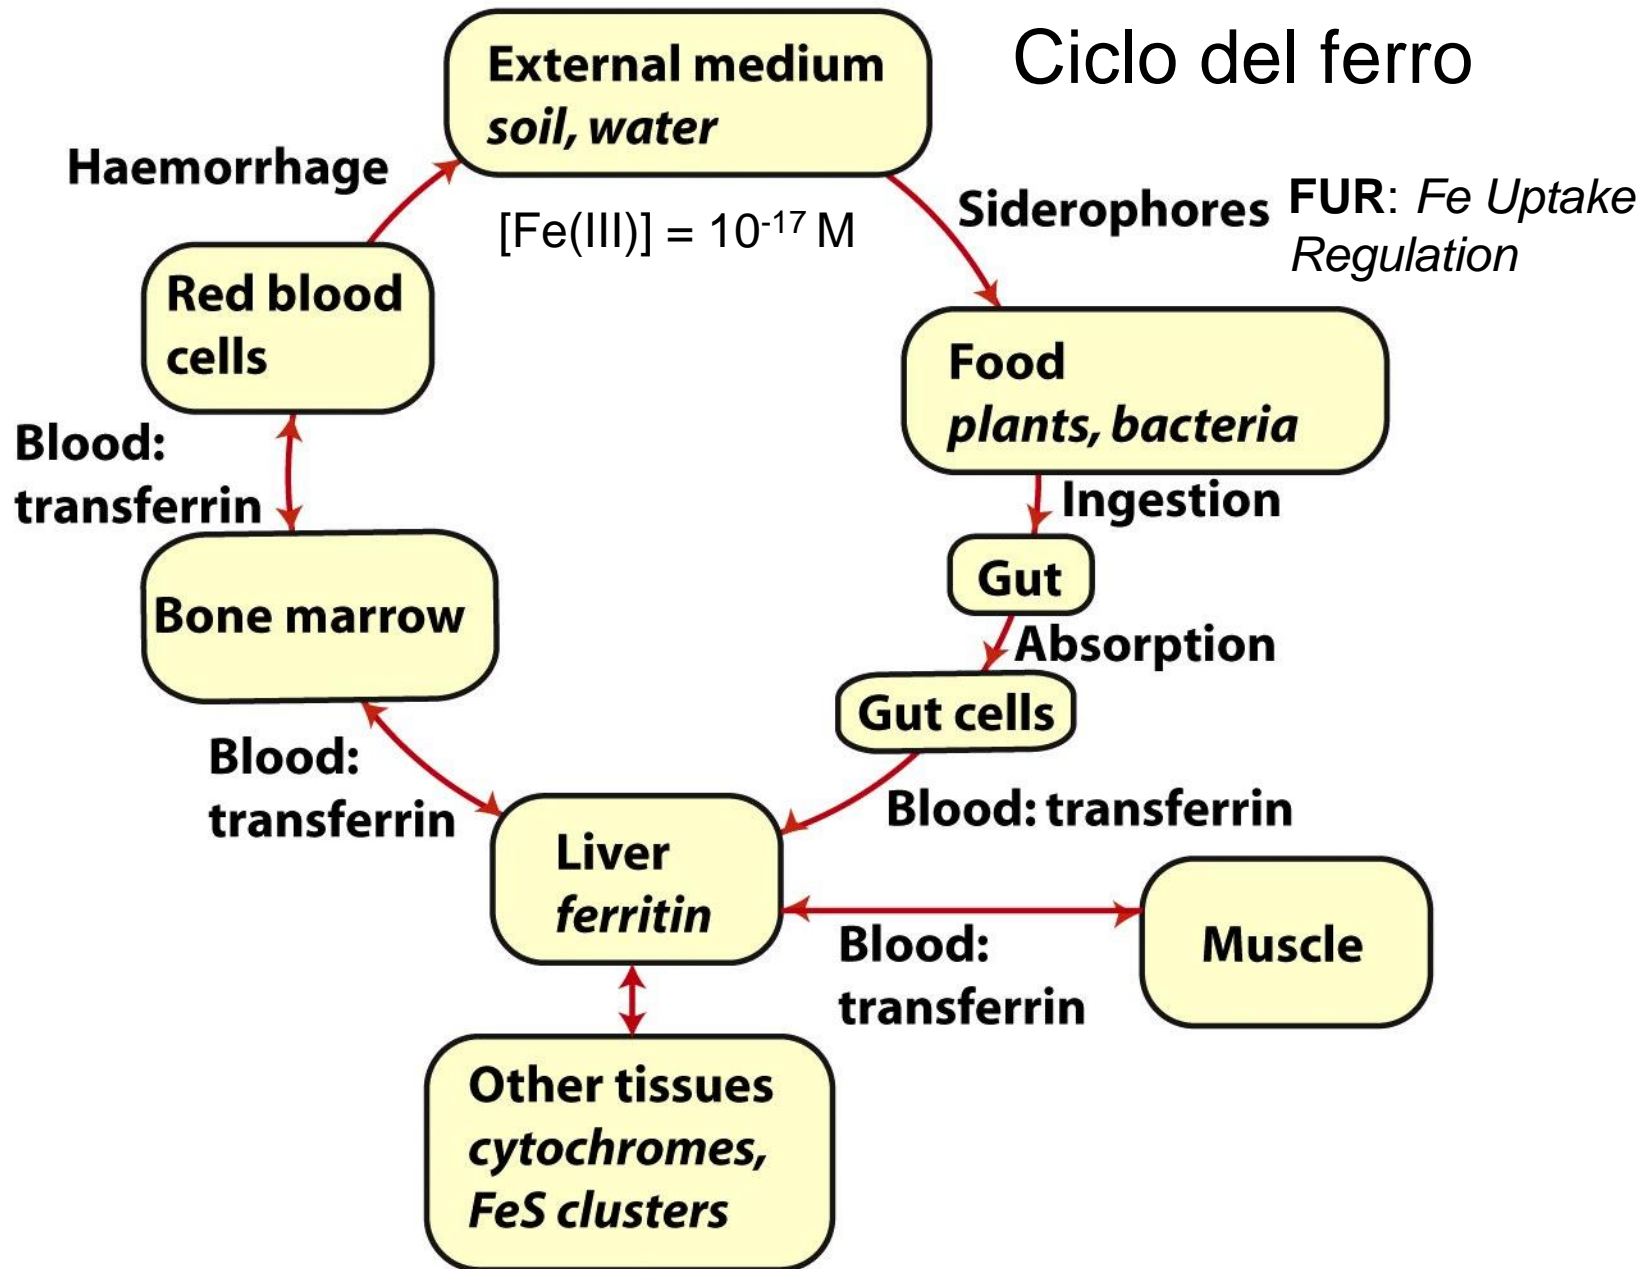 Ciclo del ferro
External medium
soil, water
Haemorrhage
[Fe(III)] = 10⁻¹⁷ M
Siderophores
FUR: Fe Uptake
Regulation
Red blood
cells
Food
plants, bacteria
Blood:
transferrin
Ingestion
Gut
Bone marrow
Absorption
Gut cells
Blood:
transferrin
Blood: transferrin
Liver
ferritin
Blood:
transferrin
Muscle
Other tissues
cytochromes,
FeS clusters